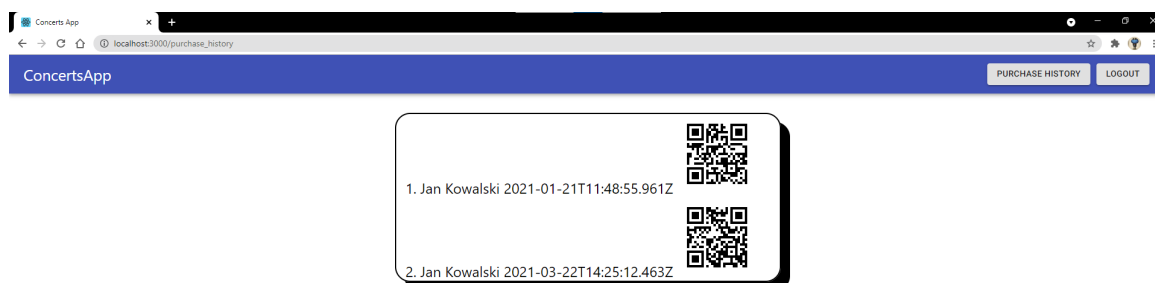 Concerts App
localhost:3000/purchase_history
ConcertsApp
PURCHASE HISTORY
LOGOUT
1. Jan Kowalski 2021-01-21T11:48:55.961Z
2. Jan Kowalski 2021-03-22T14:25:12.463Z